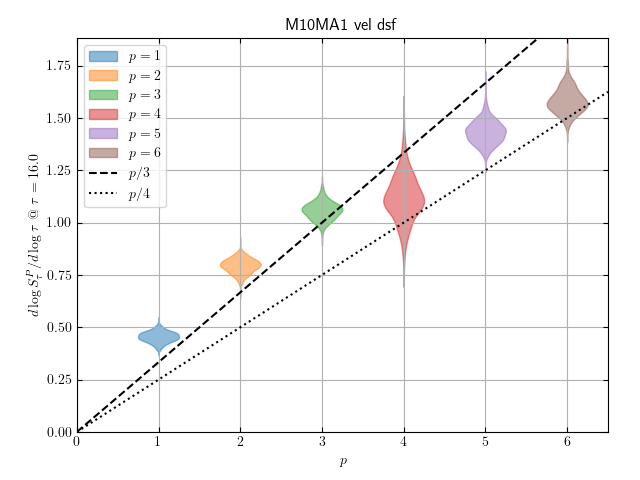 M10MA1 vel dsf
p = 1
p = 2
p = 3
p = 4
p = 5
p = 6
p/3
p/4
d log S_τ^p / d log τ @ τ = 16.0
1.75
1.50
1.25
1.00
0.75
0.50
0.25
0.00
0 1 2 3 4 5 6
p